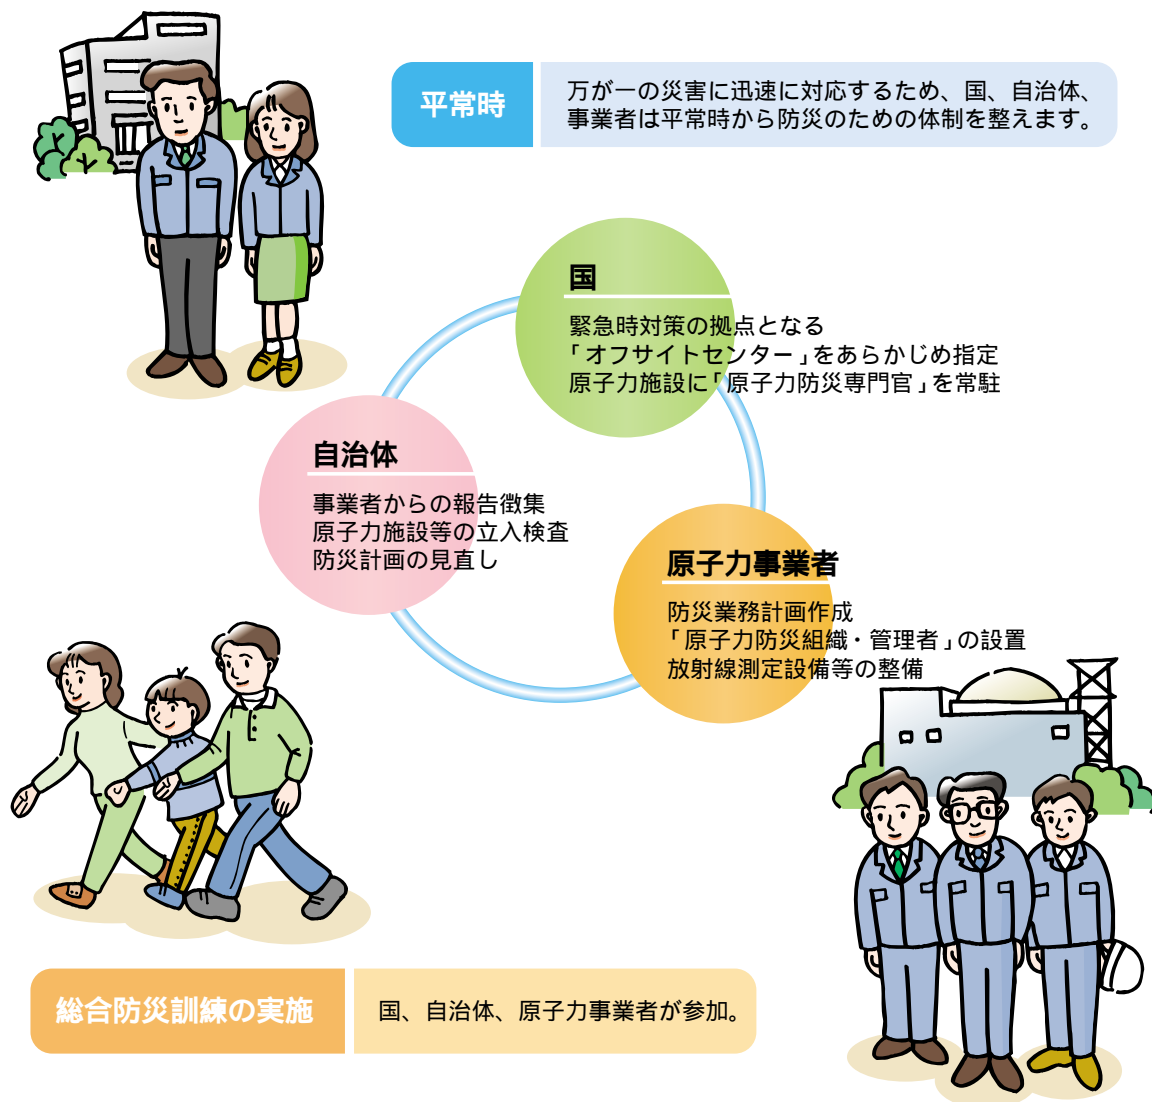 平常時
万が一の災害に迅速に対応するため、国、自治体、
事業者は平常時から防災のための体制を整えます。
国
緊急時対策の拠点となる
「オフサイトセンター」をあらかじめ指定
原子力施設に「原子力防災専門官」を常駐
自治体
事業者からの報告徴集
原子力施設等の立入検査
防災計画の見直し
原子力事業者
防災業務計画作成
「原子力防災組織・管理者」の設置
放射線測定設備等の整備
総合防災訓練の実施
国、自治体、原子力事業者が参加。